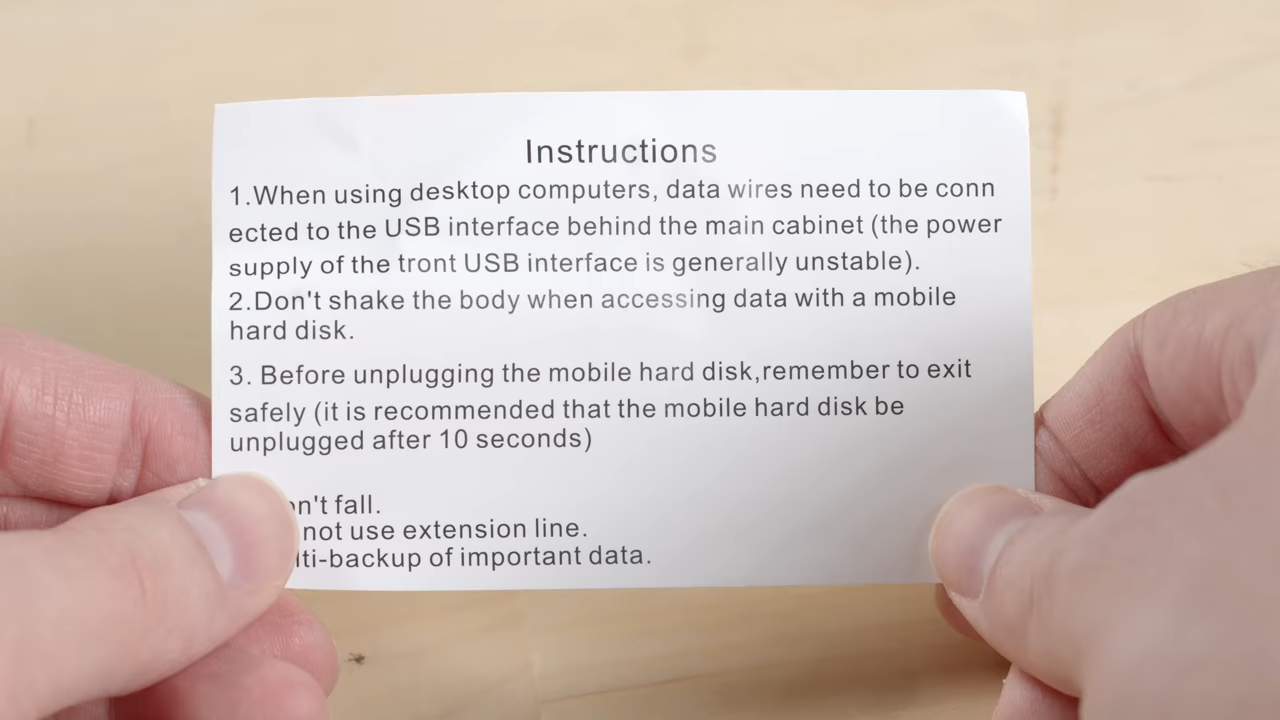 Instructions
1.When using desktop computers, data wires need to be conn
ected to the USB interface behind the main cabinet (the power
supply of the tront USB interface is generally unstable).
2.Don't shake the body when accessing data with a mobile
hard disk.
3. Before unplugging the mobile hard disk,remember to exit
safely (it is recommended that the mobile hard disk be
unplugged after 10 seconds)
fall.
not use extension line.
of important data.